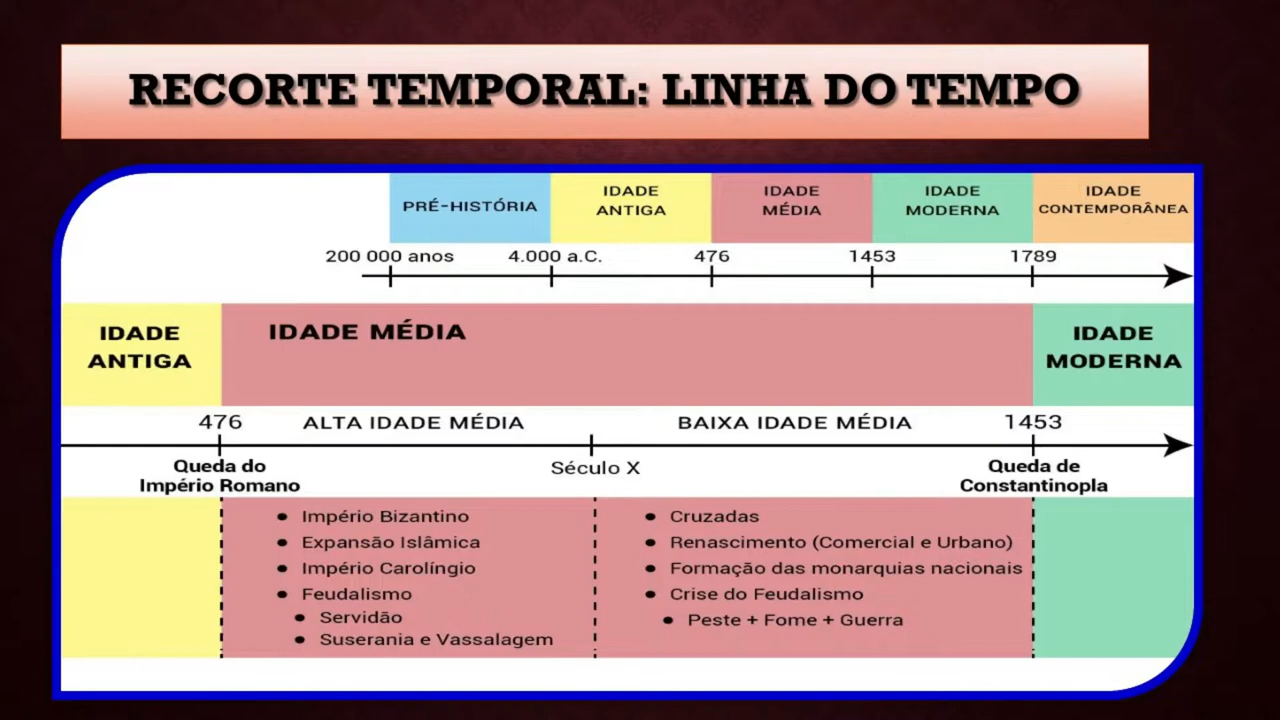 RECORTE TEMPORAL: LINHA DO TEMPO
PRÉ-HISTÓRIA
IDADE
ANTIGA
IDADE
MÉDIA
IDADE
MODERNA
IDADE
CONTEMPORÂNEA
200 000 anos
4.000 a.C.
476
1453
1789
IDADE
ANTIGA
IDADE MÉDIA
IDADE
MODERNA
476
ALTA IDADE MÉDIA
BAIXA IDADE MÉDIA
1453
Queda do
Império Romano
Século X
Queda de
Constantinopla
• Império Bizantino
• Expansão Islâmica
• Império Carolíngio
• Feudalismo
• Servidão
• Suserania e Vassalagem
• Cruzadas
• Renascimento (Comercial e Urbano)
• Formação das monarquias nacionais
• Crise do Feudalismo
• Peste + Fome + Guerra